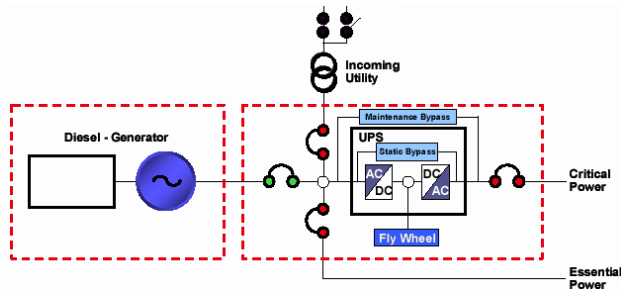 Incoming
Utility
Diesel - Generator
Maintenance Bypass
UPS
Static Bypass
AC
DC
DC
AC
Critical
Power
Fly Wheel
Essential
Power